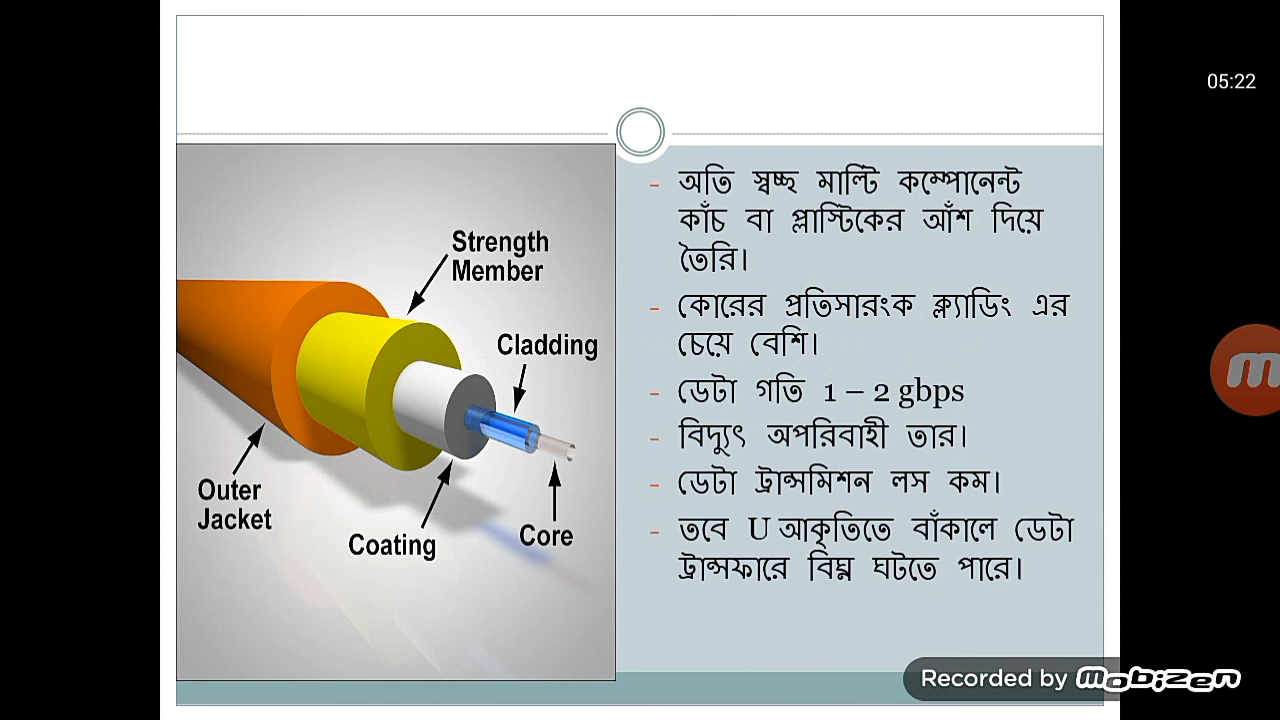 05:22
Strength
Member
Cladding
Outer
Jacket
Coating
Core
- অতি স্বচ্ছ মাল্টি কম্পোনেন্ট
কাঁচ বা প্লাস্টিকের আঁশ দিয়ে
তৈরি।
- কোরের প্রতিসারংক ক্ল্যাডিং এর
চেয়ে বেশি।
- ডেটা গতি 1 – 2 gbps
- বিদ্যুৎ অপরিবাহী তার।
- ডেটা ট্রান্সমিশন লস কম।
- তবে U আকৃতিতে বাঁকালে ডেটা
ট্রান্সফারে বিঘ্ন ঘটতে পারে।
Recorded by mobizen